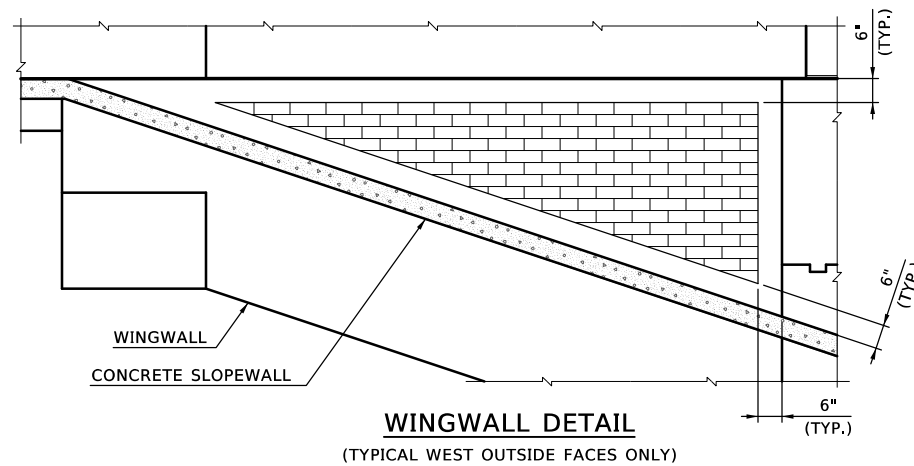 6"
(TYP.)
6"
(TYP.)
WINGWALL
CONCRETE SLOPEWALL
6"
(TYP.)
WINGWALL DETAIL
(TYPICAL WEST OUTSIDE FACES ONLY)